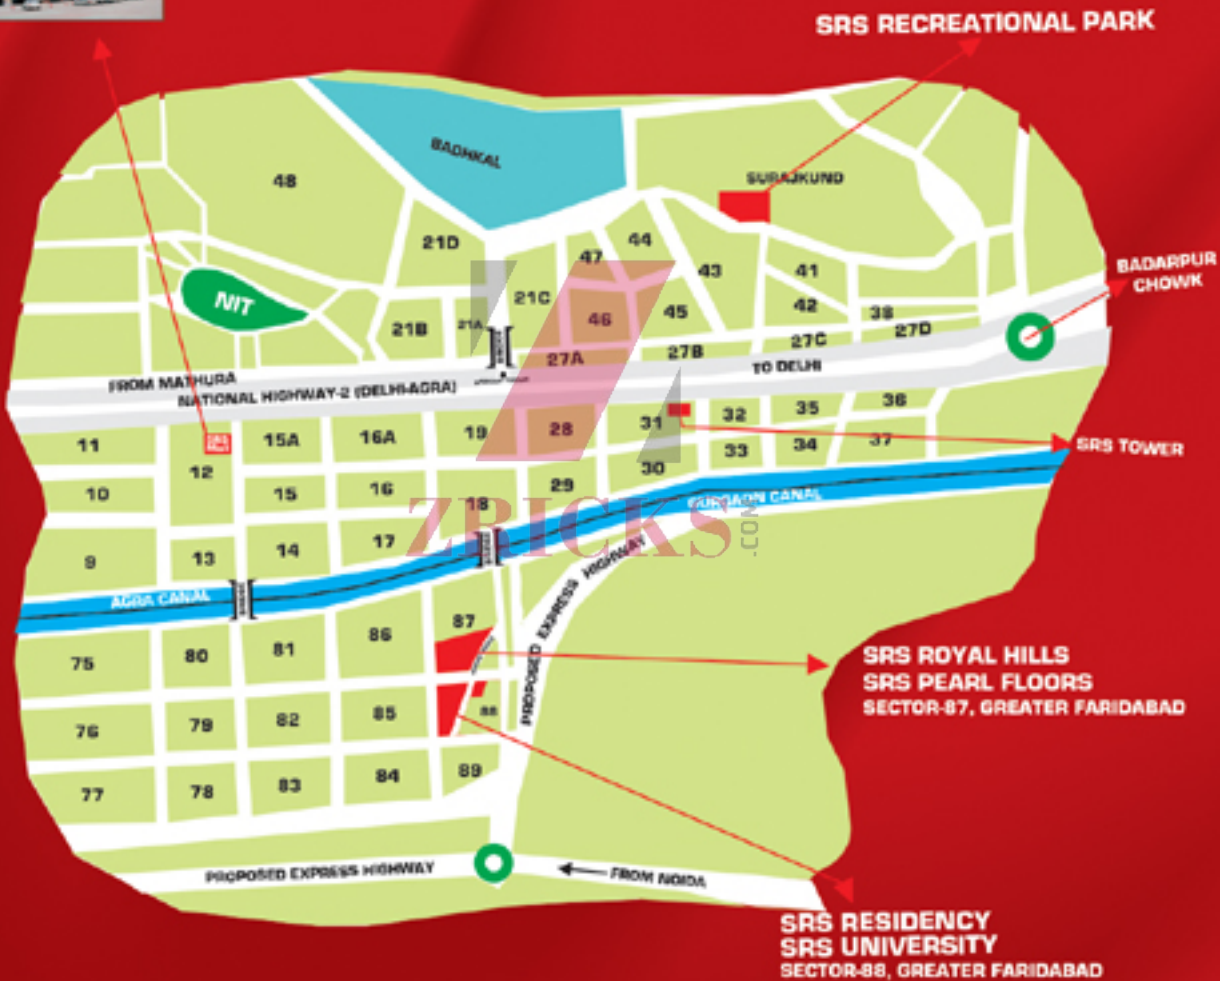 SRS RECREATIONAL PARK
BADHKAL
SURAJKUND
48
21D
47
44
43
41
BADARPUR
CHOWK
NIT
21C
21B
21A
46
45
42
38
27D
27C
27B
27A
TO DELHI
FROM MATHURA
NATIONAL HIGHWAY-2 (DELHI-AGRA)
11
12
15A
16A
19
28
31
32
35
36
SRS TOWER
10
15
16
18
29
30
33
34
37
GURGAON CANAL
ZRICKS
.COM
9
13
14
17
AGRA CANAL
PROPOSED EXPRESS HIGHWAY
75
80
81
86
87
SRS ROYAL HILLS
SRS PEARL FLOORS
SECTOR-87, GREATER FARIDABAD
76
79
82
85
88
77
78
83
84
89
PROPOSED EXPRESS HIGHWAY
FROM NOIDA
SRS RESIDENCY
SRS UNIVERSITY
SECTOR-88, GREATER FARIDABAD